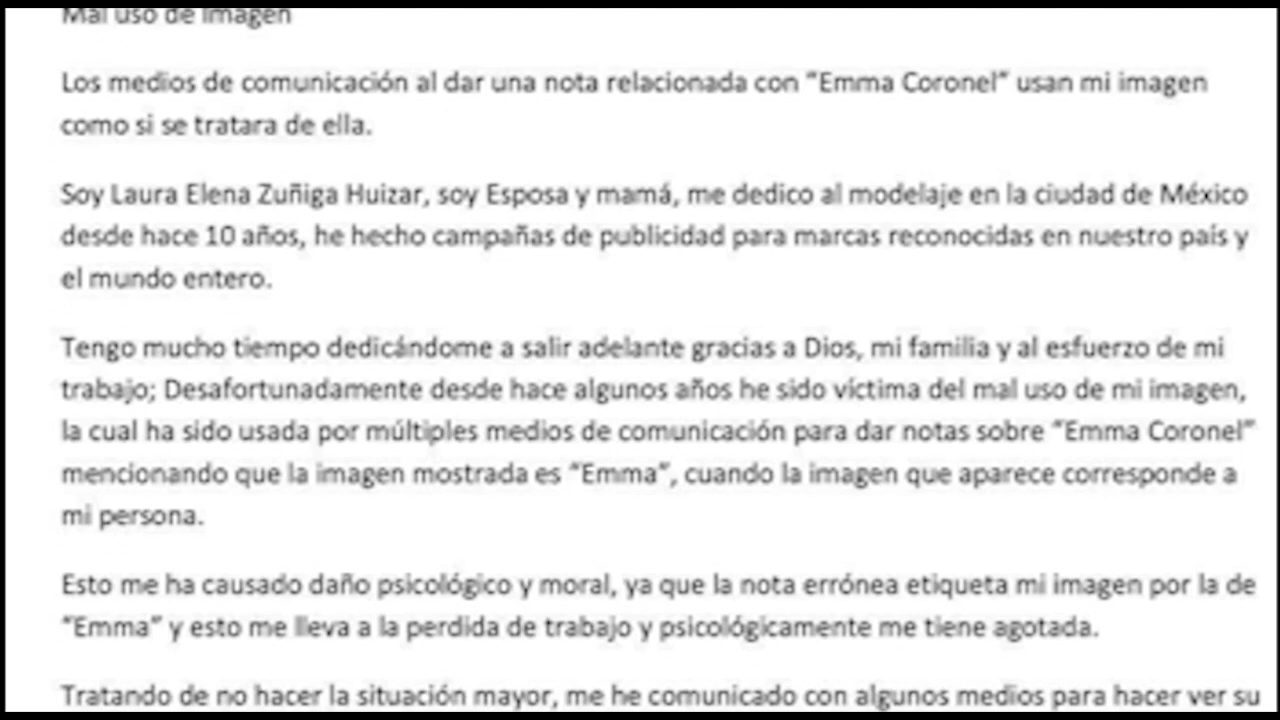 Mal uso de imagen
Los medios de comunicación al dar una nota relacionada con "Emma Coronel" usan mi imagen
como si se tratara de ella.
Soy Laura Elena Zuñiga Huizar, soy Esposa y mamá, me dedico al modelaje en la ciudad de México
desde hace 10 años, he hecho campañas de publicidad para marcas reconocidas en nuestro país y
el mundo entero.
Tengo mucho tiempo dedicándome a salir adelante gracias a Dios, mi familia y al esfuerzo de mi
trabajo; Desafortunadamente desde hace algunos años he sido víctima del mal uso de mi imagen,
la cual ha sido usada por múltiples medios de comunicación para dar notas sobre "Emma Coronel"
mencionando que la imagen mostrada es "Emma", cuando la imagen que aparece corresponde a
mi persona.
Esto me ha causado daño psicológico y moral, ya que la nota errónea etiqueta mi imagen por la de
"Emma" y esto me lleva a la perdida de trabajo y psicológicamente me tiene agotada.
Tratando de no hacer la situación mayor, me he comunicado con algunos medios para hacer ver su